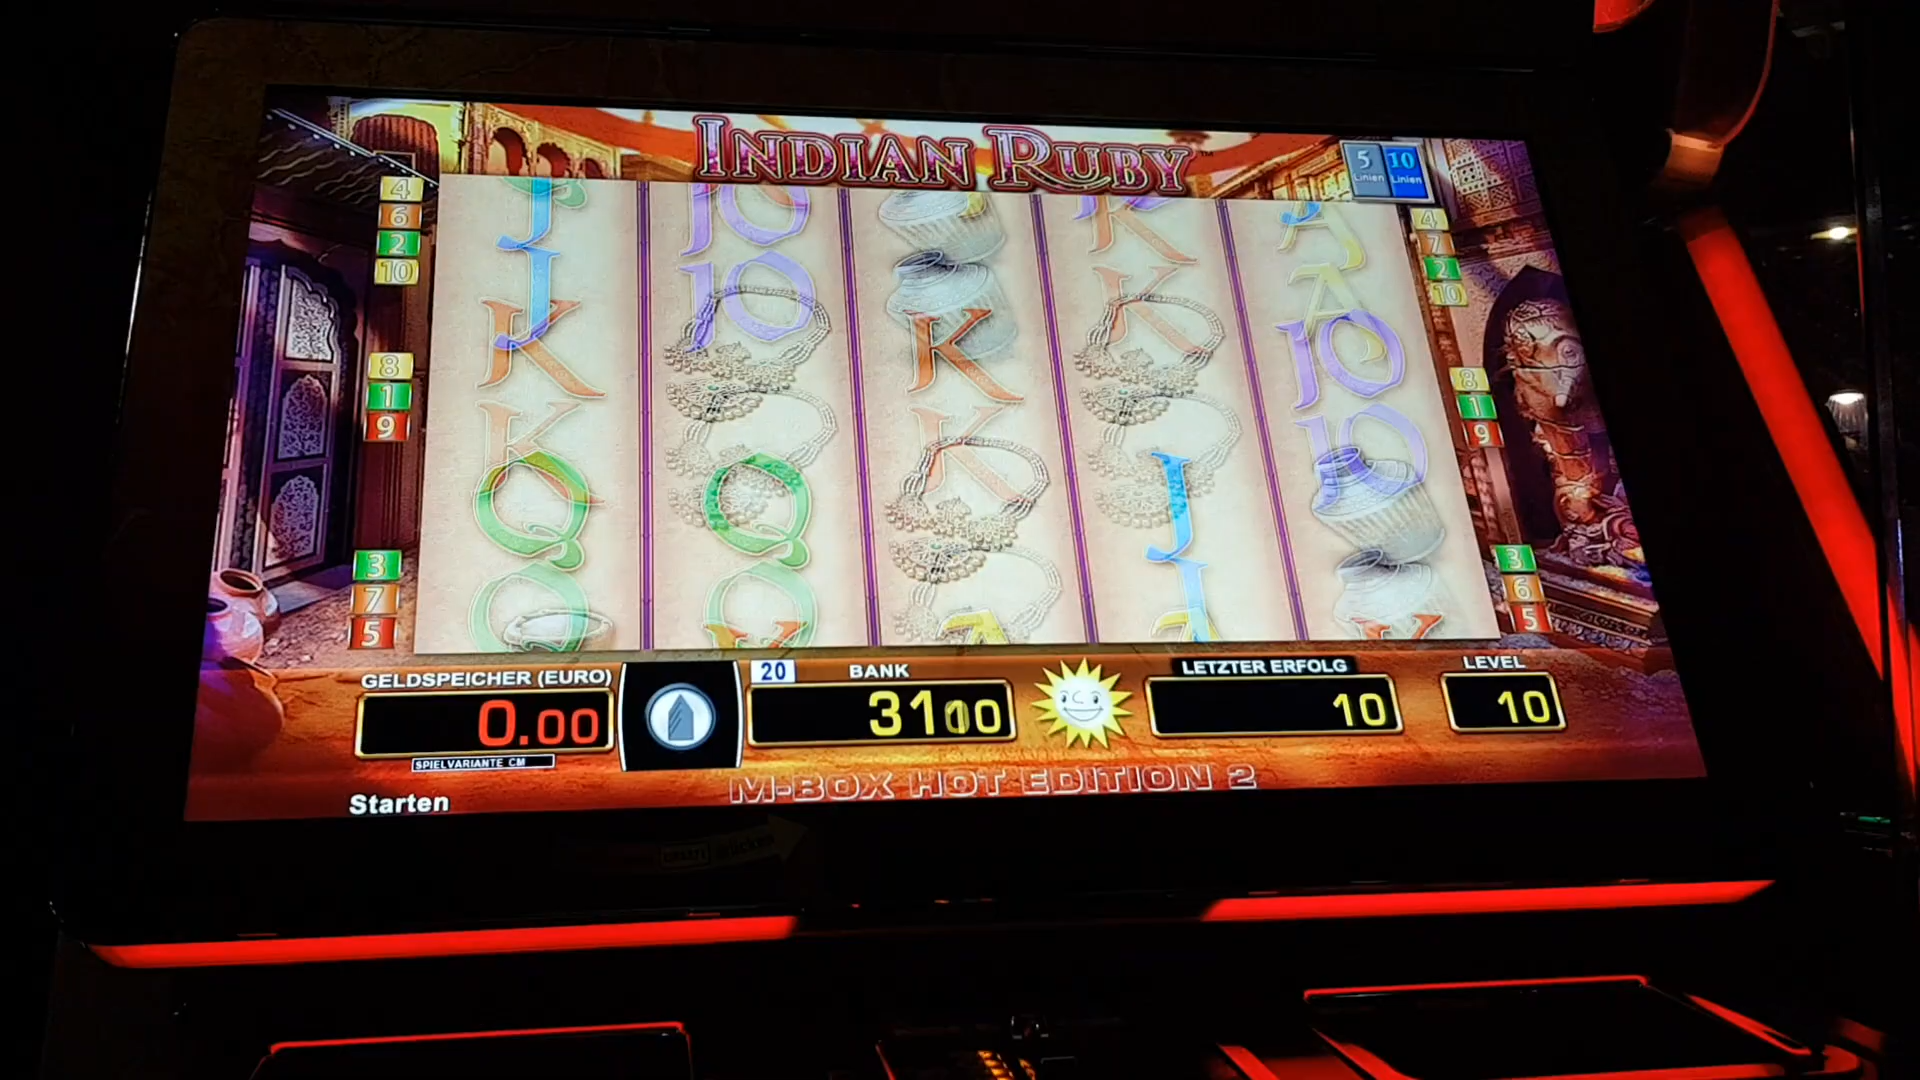 INDIAN RUBY™
5 10
Linien Linien
4 4
6 7
2 2
10 10
8 8
1 1
9 9
3 3
7 6
5 5
GELDSPEICHER (EURO) 20 BANK LETZTER ERFOLG LEVEL
0.00 10 10
SPIELVARIANTE CM
M-BOX HOT EDITION 2
Starten